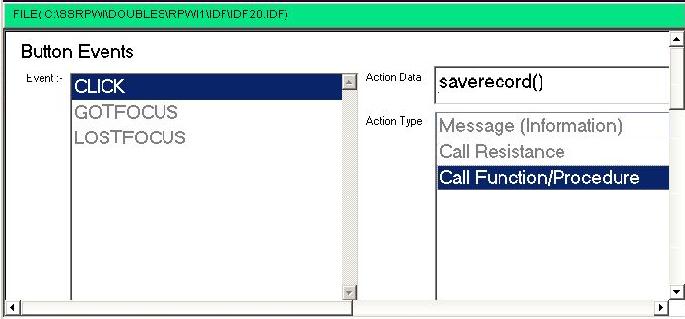 FILE( C:\SSRPWI\DOUBLES\RPWI1\IDF\IDF20.IDF)
Button Events
Event :-
CLICK
GOTFOCUS
LOSTFOCUS
Action Data
saverecord()
Action Type
Message (Information)
Call Resistance
Call Function/Procedure